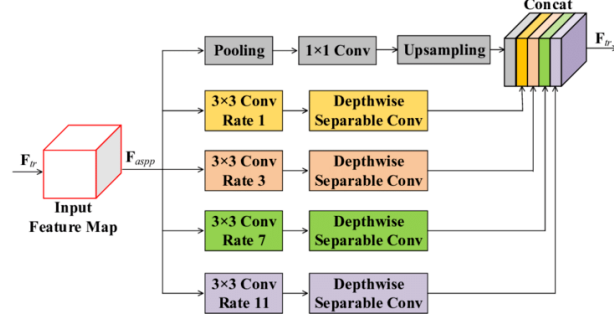 Concat
Pooling
1×1 Conv
Upsampling
F_tr
3×3 Conv
Rate 1
Depthwise
Separable Conv
F_tr
F_aspp
3×3 Conv
Rate 3
Depthwise
Separable Conv
Input
Feature Map
3×3 Conv
Rate 7
Depthwise
Separable Conv
3×3 Conv
Rate 11
Depthwise
Separable Conv